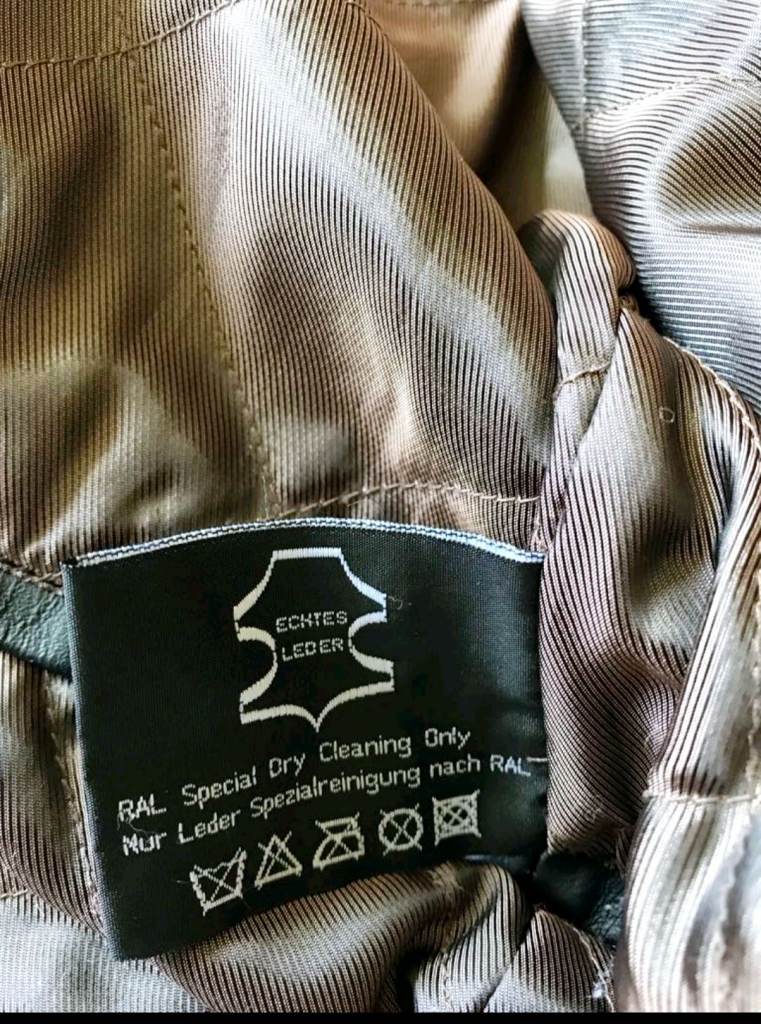 ECHTES
LEDER
RAL Special Dry Cleaning Only
Nur Leder Spezialreinigung nach RAL